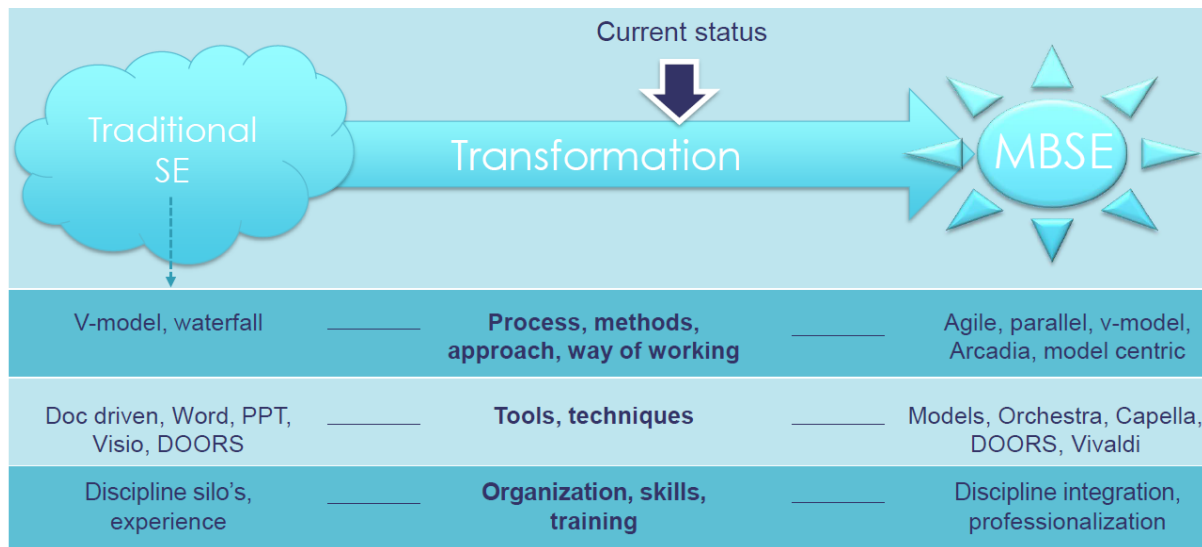 Current status
Traditional
SE
Transformation
MBSE
V-model, waterfall
Process, methods,
approach, way of working
Agile, parallel, v-model,
Arcadia, model centric
Doc driven, Word, PPT,
Visio, DOORS
Tools, techniques
Models, Orchestra, Capella,
DOORS, Vivaldi
Discipline silo's,
experience
Organization, skills,
training
Discipline integration,
professionalization